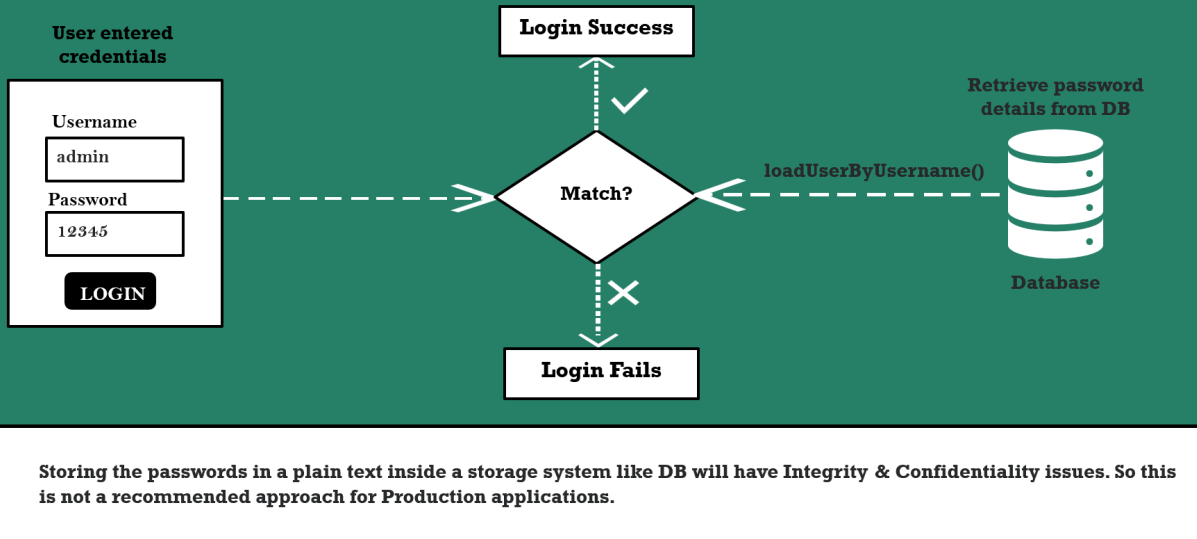 User entered
credentials
Username
admin
Password
12345
LOGIN
Login Success
Match?
Login Fails
loadUserByUsername()
Retrieve password
details from DB
Database
Storing the passwords in a plain text inside a storage system like DB will have Integrity & Confidentiality issues. So this
is not a recommended approach for Production applications.